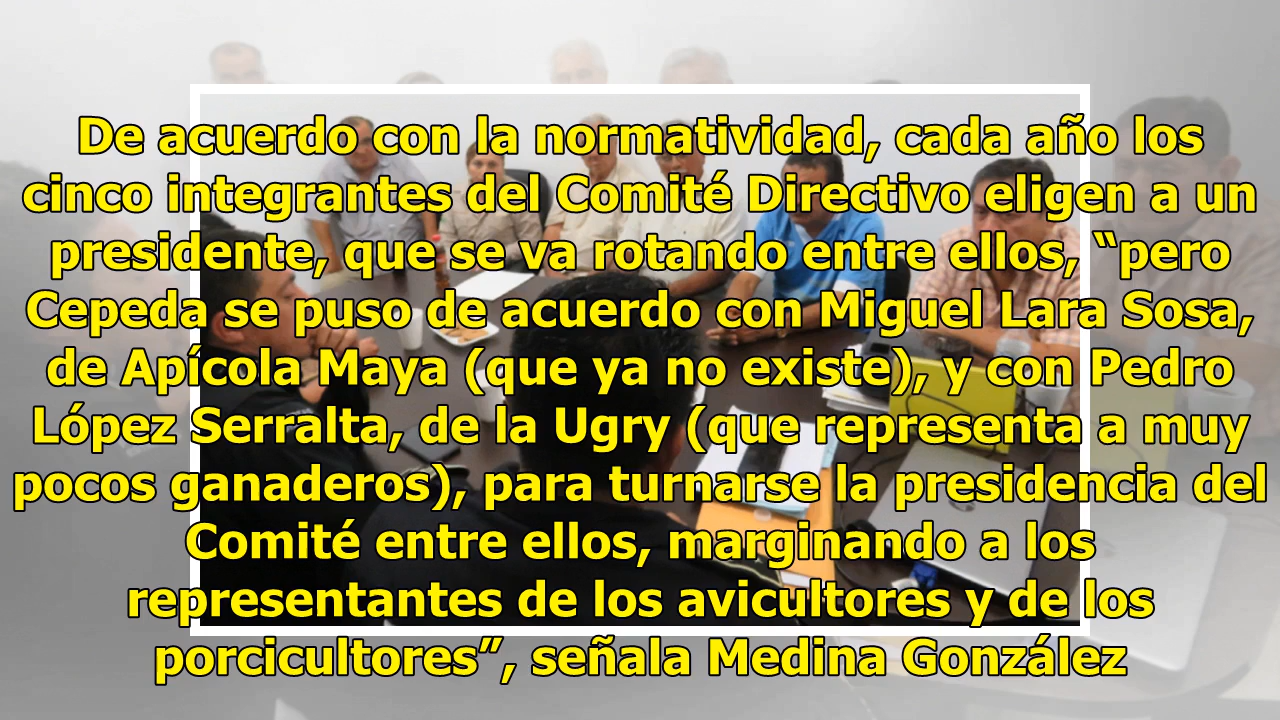 De acuerdo con la normatividad, cada año los
cinco integrantes del Comité Directivo eligen a un
presidente, que se va rotando entre ellos, “pero
Cepeda se puso de acuerdo con Miguel Lara Sosa,
de Apícola Maya (que ya no existe), y con Pedro
López Serralta, de la Ugry (que representa a muy
pocos ganaderos), para turnarse la presidencia del
Comité entre ellos, marginando a los
representantes de los avicultores y de los
porcicultores”, señala Medina González